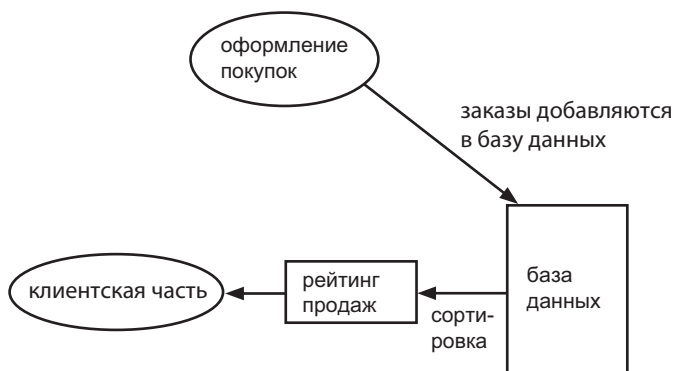 оформление
покупок
заказы добавляются
в базу данных
клиентская часть
рейтинг
продаж
сорти-
ровка
база
данных